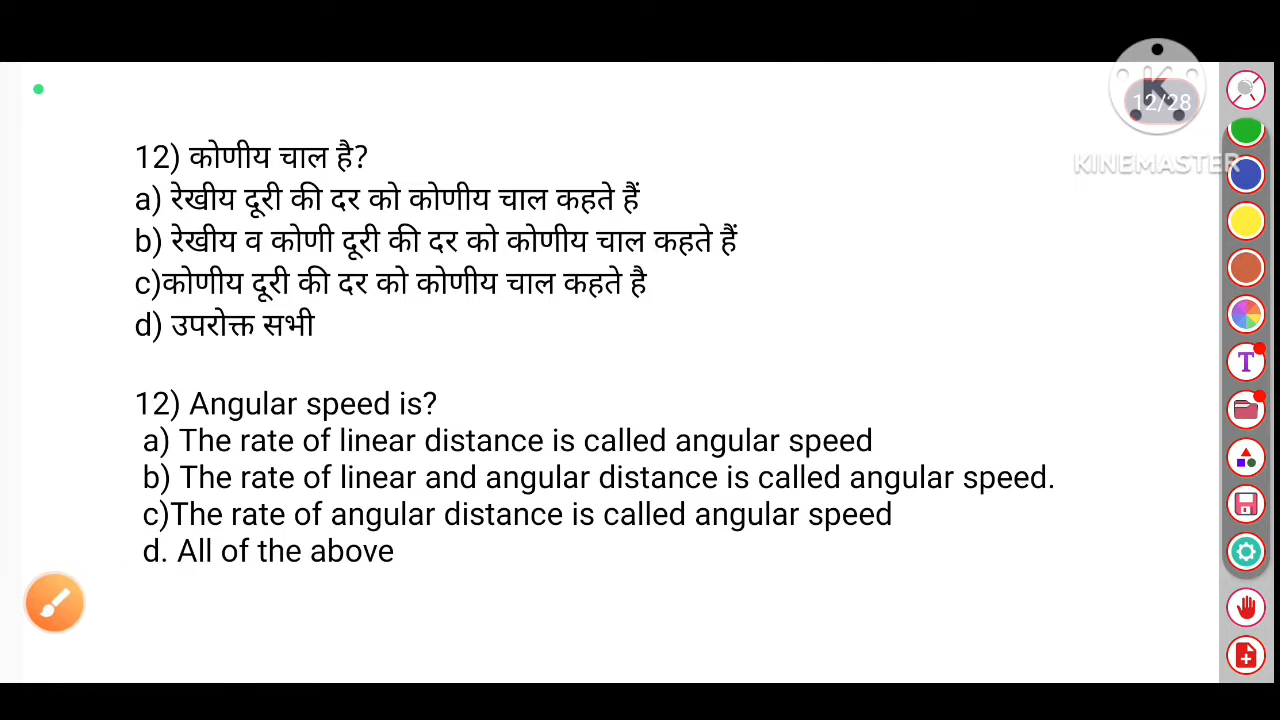 12/28
KINEMASTER
12) कोणीय चाल है?
a) रेखीय दूरी की दर को कोणीय चाल कहते हैं
b) रेखीय व कोणी दूरी की दर को कोणीय चाल कहते हैं
c)कोणीय दूरी की दर को कोणीय चाल कहते है
d) उपरोक्त सभी
12) Angular speed is?
a) The rate of linear distance is called angular speed
b) The rate of linear and angular distance is called angular speed.
c)The rate of angular distance is called angular speed
d. All of the above
T